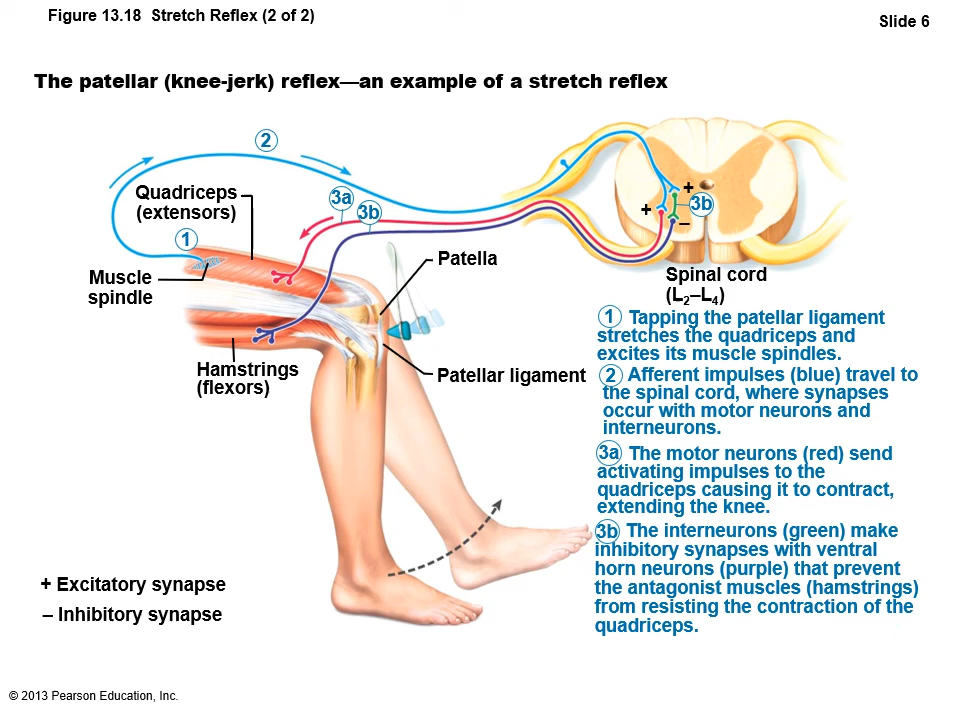 Figure 13.18 Stretch Reflex (2 of 2)
Slide 6
The patellar (knee-jerk) reflex—an example of a stretch reflex
2
Quadriceps
(extensors)
3a
3b
1
Muscle
spindle
Patella
+
+
3b
–
Spinal cord
(L2–L4)
Hamstrings
(flexors)
Patellar ligament
1 Tapping the patellar ligament
stretches the quadriceps and
excites its muscle spindles.
2 Afferent impulses (blue) travel to
the spinal cord, where synapses
occur with motor neurons and
interneurons.
3a The motor neurons (red) send
activating impulses to the
quadriceps causing it to contract,
extending the knee.
3b The interneurons (green) make
inhibitory synapses with ventral
horn neurons (purple) that prevent
the antagonist muscles (hamstrings)
from resisting the contraction of the
quadriceps.
+ Excitatory synapse
– Inhibitory synapse
© 2013 Pearson Education, Inc.